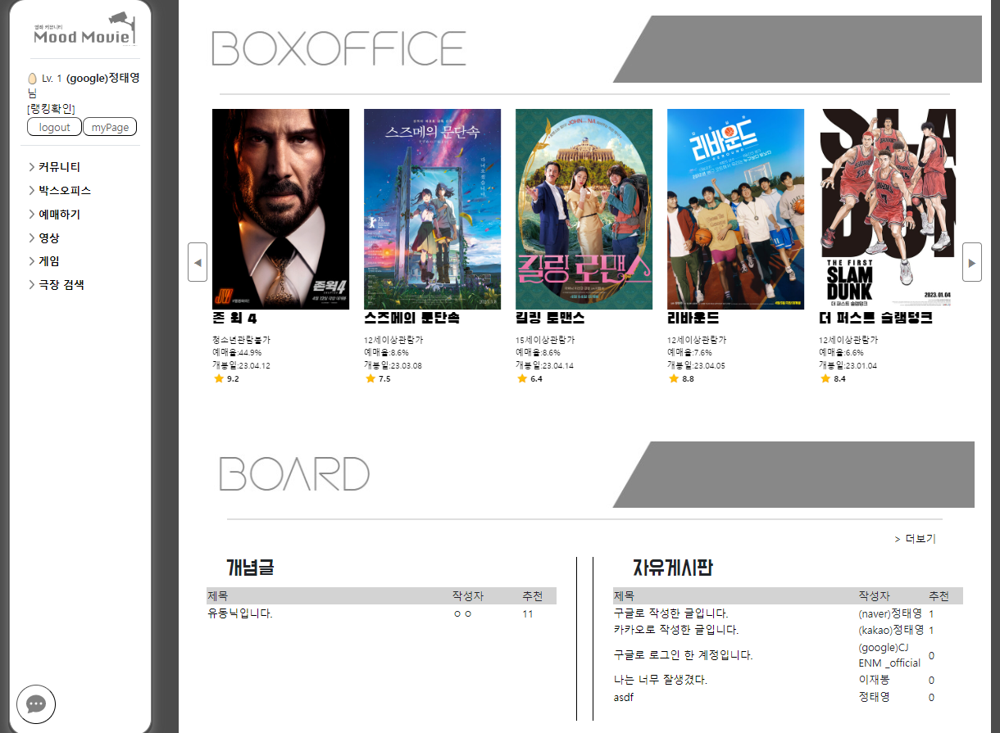 영화 커뮤니티
Mood Movie
Lv. 1 (google)정태영
님
[랭킹확인]
logout myPage
커뮤니티
박스오피스
예매하기
영상
게임
극장 검색
BOXOFFICE
스즈메의 문단속
JOHN NA
킬링 로맨스
리바운드
REBOUND
SLAM DUNK
THE FIRST
SLAM
DUNK
2023.01.04
더 퍼스트 슬램덩크
JW
존윅4
존 윅 4
청소년관람불가
예매율:44.9%
개봉일:23.04.12
9.2
스즈메의 문단속
12세이상관람가
예매율:8.6%
개봉일:23.03.08
7.5
킬링 로맨스
15세이상관람가
예매율:8.6%
개봉일:23.04.14
6.4
리바운드
12세이상관람가
예매율:7.6%
개봉일:23.04.05
8.8
더 퍼스트 슬램덩크
12세이상관람가
예매율:6.6%
개봉일:23.01.04
8.4
BOARD
> 더보기
개념글
제목 작성자 추천
유동닉입니다. ㅇㅇ 11
자유게시판
제목 작성자 추천
구글로 작성한 글입니다. (naver)정태영 1
카카오로 작성한 글입니다. (kakao)정태영 1
구글로 로그인 한 계정입니다. (google)CJ ENM _official 0
나는 너무 잘생겼다. 이재봉 0
asdf 정태영 0